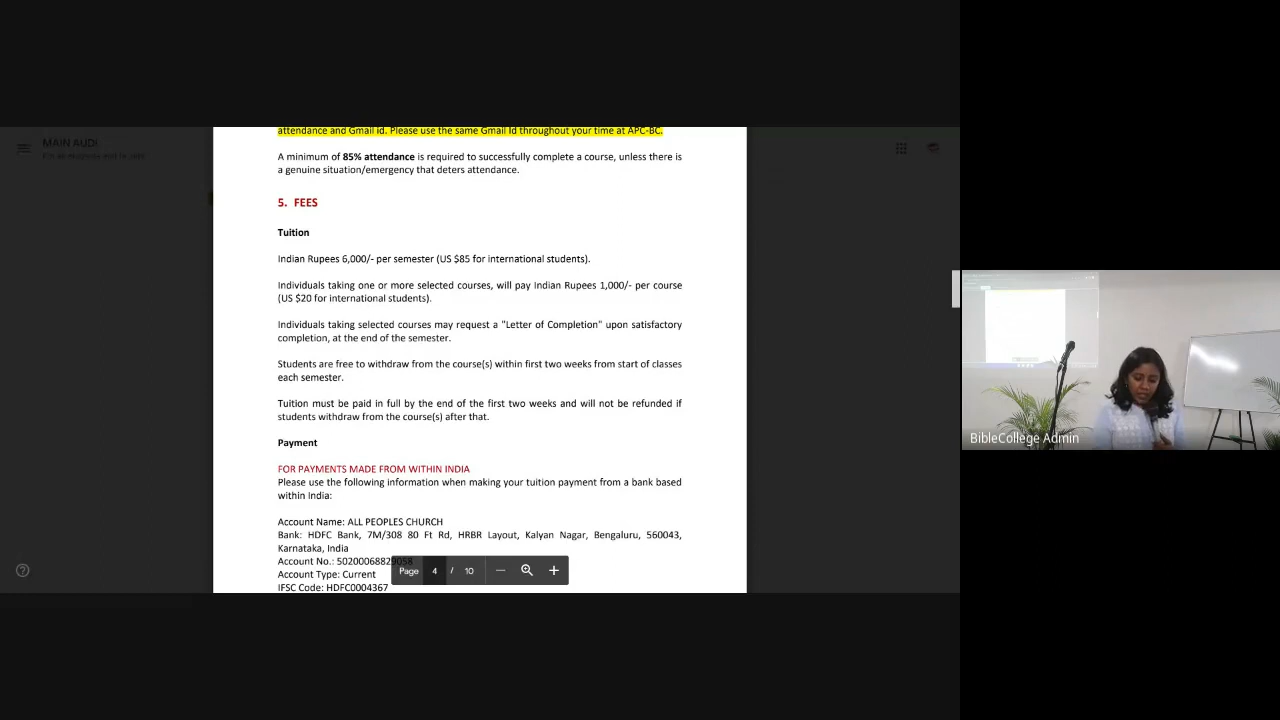 attendance and Gmail Id. Please use the same Gmail Id throughout your time at APC-BC.
MAIN AUDI
A minimum of 85% attendance is required to successfully complete a course, unless there is
a genuine situation/emergency that deters attendance.
5. FEES
Tuition
Indian Rupees 6,000/- per semester (US $85 for international students).
Individuals taking one or more selected courses, will pay Indian Rupees 1,000/- per course
(US $20 for international students).
Individuals taking selected courses may request a "Letter of Completion" upon satisfactory
completion, at the end of the semester.
Students are free to withdraw from the course(s) within first two weeks from start of classes
each semester.
Tuition must be paid in full by the end of the first two weeks and will not be refunded if
students withdraw from the course(s) after that.
Payment
FOR PAYMENTS MADE FROM WITHIN INDIA
Please use the following information when making your tuition payment from a bank based
within India:
Account Name: ALL PEOPLES CHURCH
Bank: HDFC Bank, 7M/308 80 Ft Rd, HRBR Layout, Kalyan Nagar, Bengaluru, 560043,
Karnataka, India
Account No.: 50200068829058
Account Type: Current
IFSC Code: HDFC0004367
Page 4 / 10
BibleCollege Admin